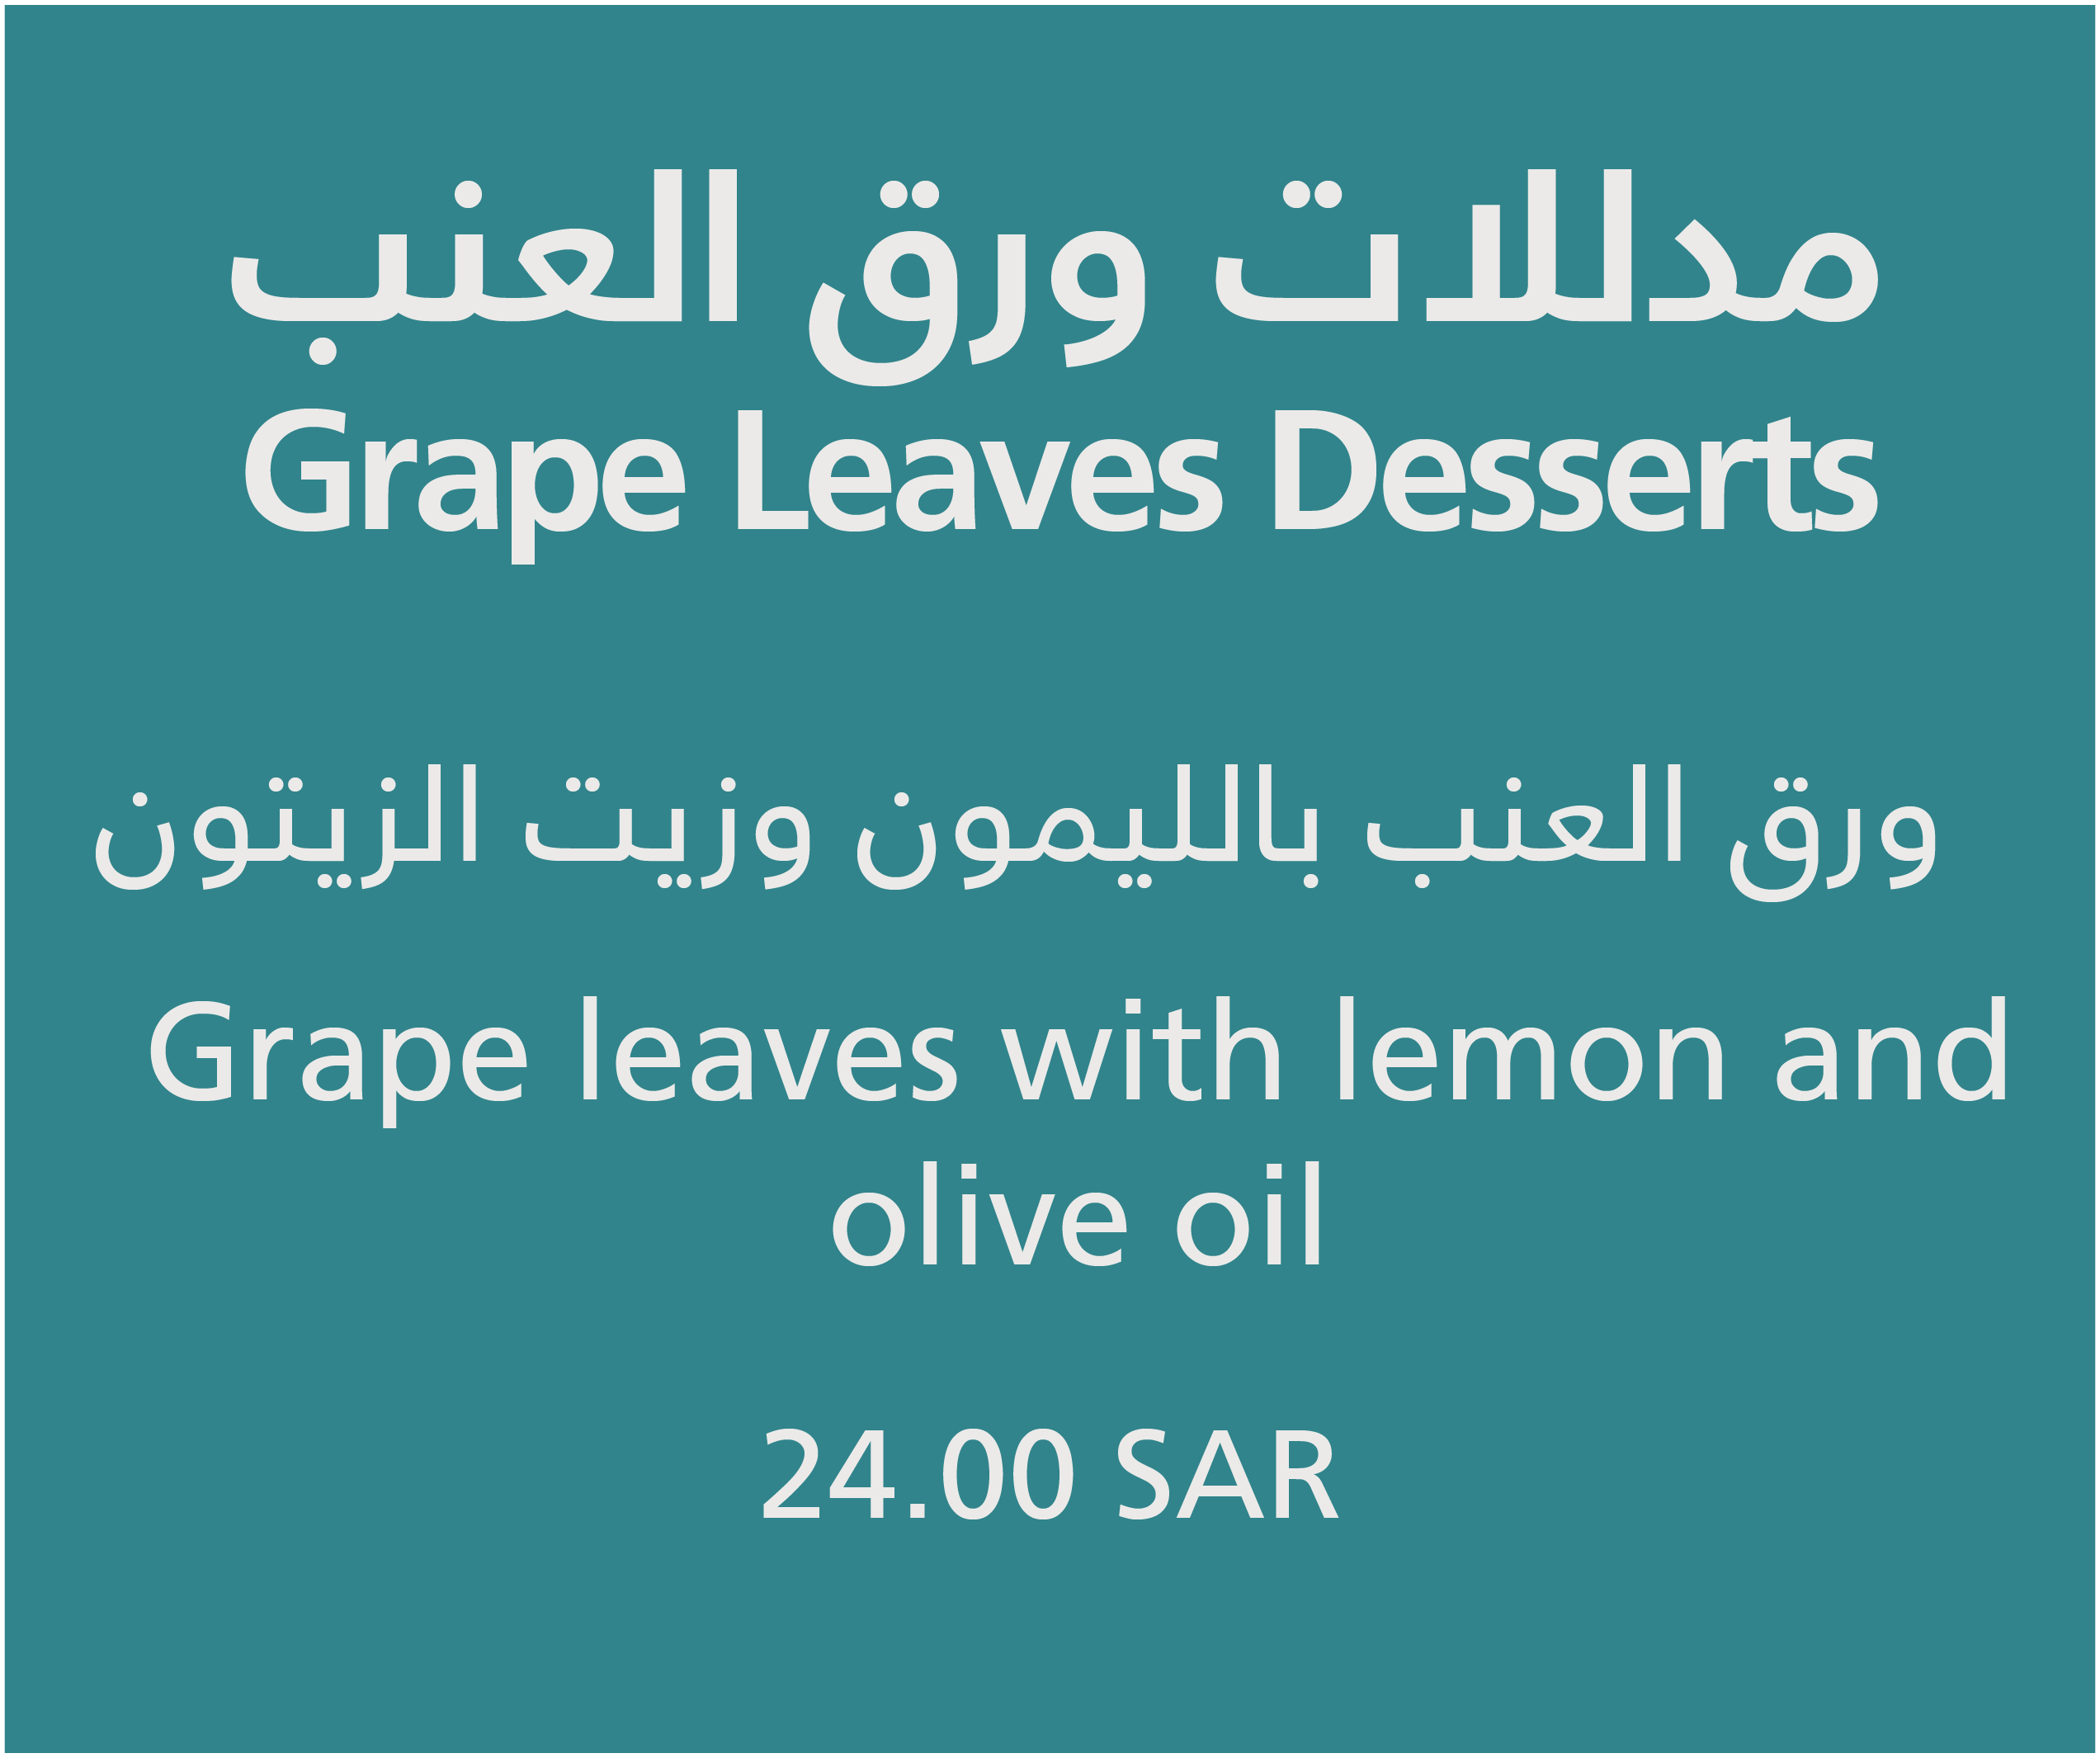 مدللات ورق العنب
Grape Leaves Desserts
ورق العنب بالليمون وزيت الزيتون
Grape leaves with lemon and
olive oil
24.00 SAR